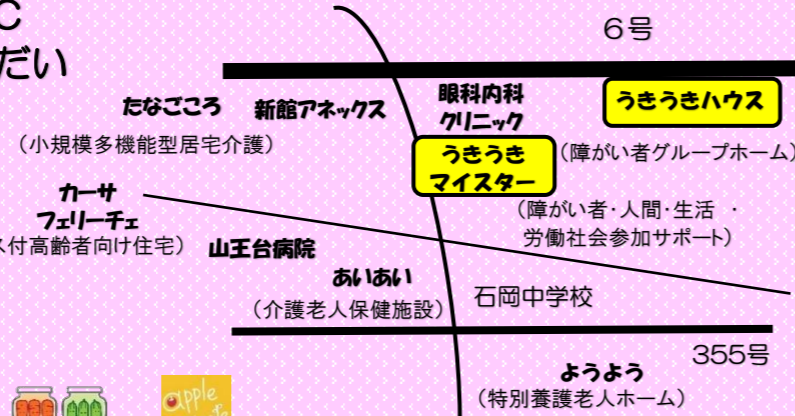 C
だい
6号
たなごころ
（小規模多機能型居宅介護）
新館アネックス
眼科内科
クリニック
うきうきハウス
（障がい者グループホーム）
うきうき
マイスター
（障がい者・人間・生活 ・
労働社会参加サポート）
カーサ
フェリーチェ
ス付高齢者向け住宅）
山王台病院
あいあい
（介護老人保健施設）
石岡中学校
355号
ようよう
（特別養護老人ホーム）
apple